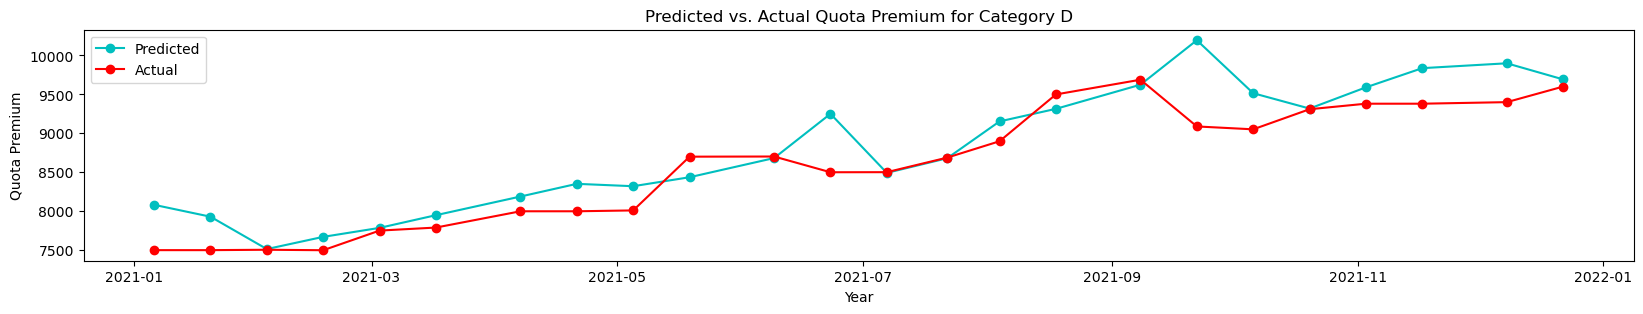 Predicted vs. Actual Quota Premium for Category D
Predicted
Actual
Quota Premium
10000
9500
9000
8500
8000
7500
2021-01
2021-03
2021-05
2021-07
2021-09
2021-11
2022-01
Year